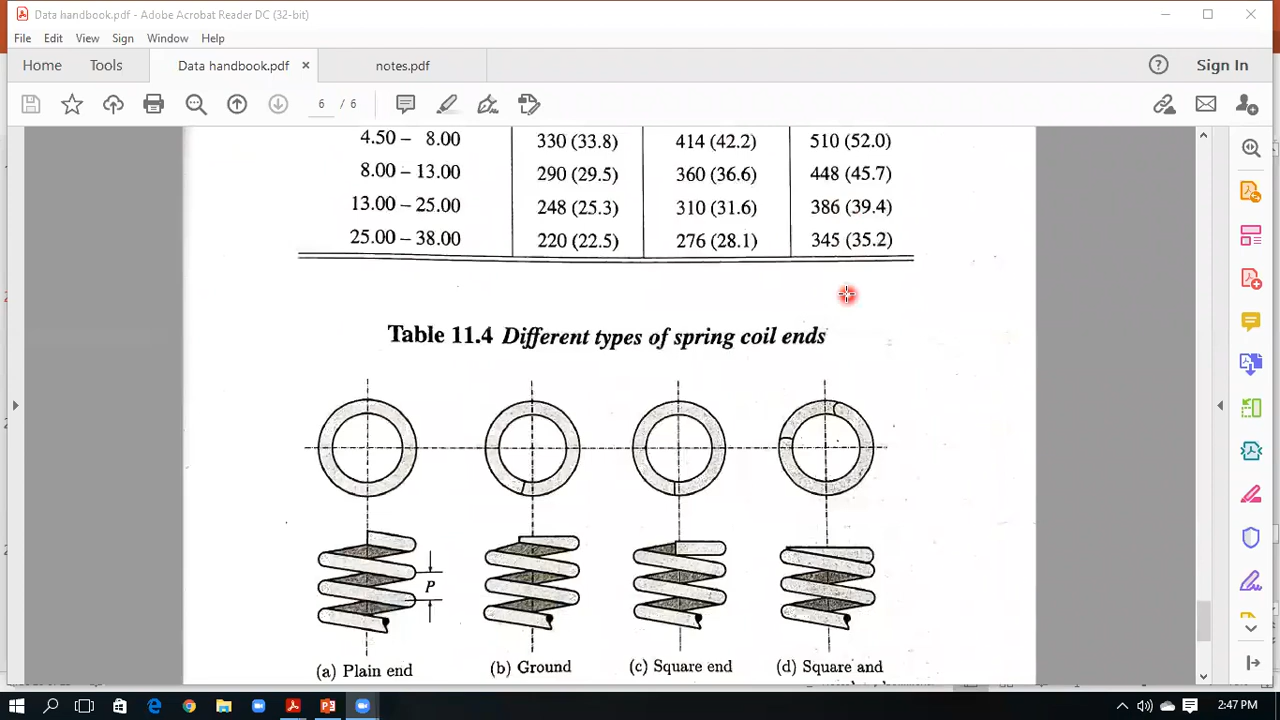 Data handbook.pdf - Adobe Acrobat Reader DC (32-bit)
File Edit View Sign Window Help
Home Tools Data handbook.pdf × notes.pdf Sign In
6 / 6
4.50 – 8.00 330 (33.8) 414 (42.2) 510 (52.0)
8.00 – 13.00 290 (29.5) 360 (36.6) 448 (45.7)
13.00 – 25.00 248 (25.3) 310 (31.6) 386 (39.4)
25.00 – 38.00 220 (22.5) 276 (28.1) 345 (35.2)
Table 11.4 Different types of spring coil ends
P
(a) Plain end (b) Ground (c) Square end (d) Square and
2:47 PM